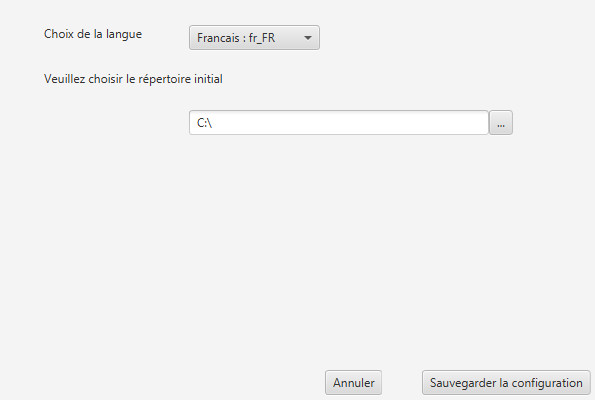 Choix de la langue
Francais : fr_FR
Veuillez choisir le répertoire initial
C:\
...
Annuler
Sauvegarder la configuration